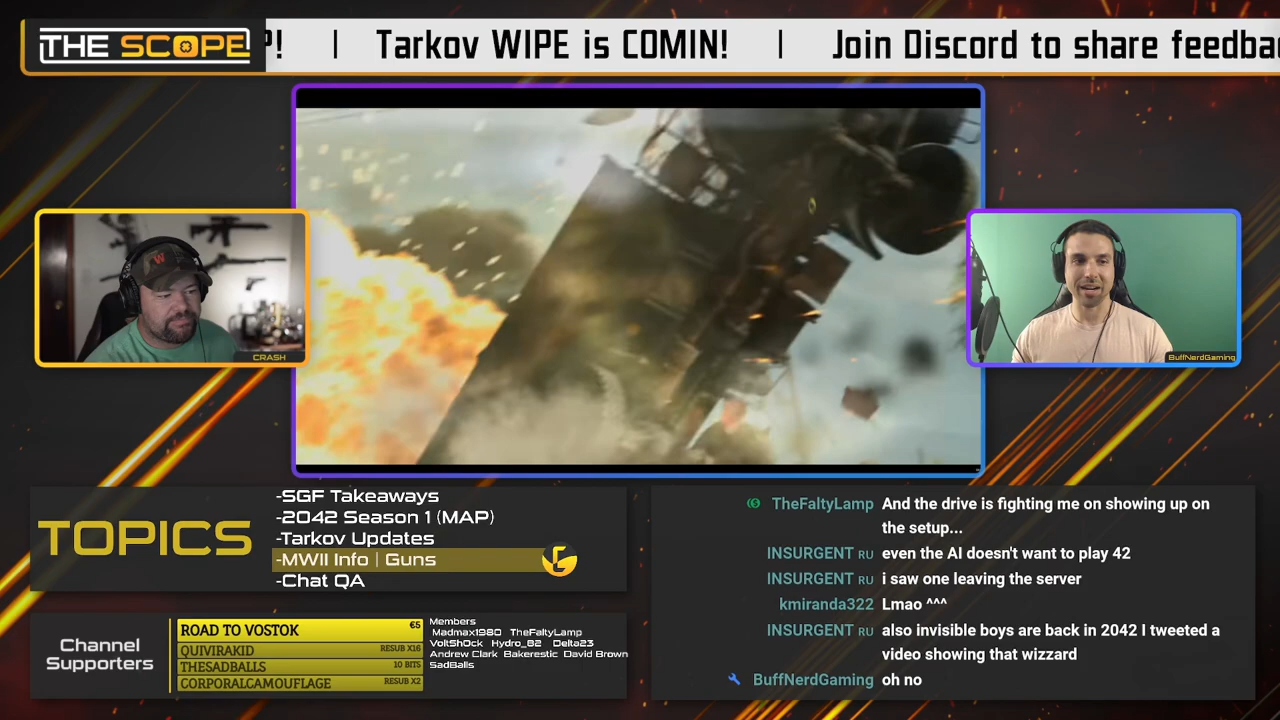 THE SCOPE
P! | Tarkov WIPE is COMIN! | Join Discord to share feedba
W
CRASH
BuffNerdGaming
TOPICS
-SGF Takeaways
-2042 Season 1 (MAP)
-Tarkov Updates
-MWII Info | Guns
-Chat QA
Channel
Supporters
ROAD TO VOSTOK €5
QUIVIRAKID RESUB X16
THESADBALLS 10 BITS
CORPORALCAMOUFLAGE RESUB X2
Members
Madmax1980 TheFaltyLamp
VoltShOck Hydro_82 Delta23
Andrew Clark Bakerestic David Brown
SadBalls
TheFaltyLamp And the drive is fighting me on showing up on
the setup...
INSURGENT RU even the AI doesn't want to play 42
INSURGENT RU i saw one leaving the server
kmiranda322 Lmao ^^^
INSURGENT RU also invisible boys are back in 2042 I tweeted a
video showing that wizzard
BuffNerdGaming oh no